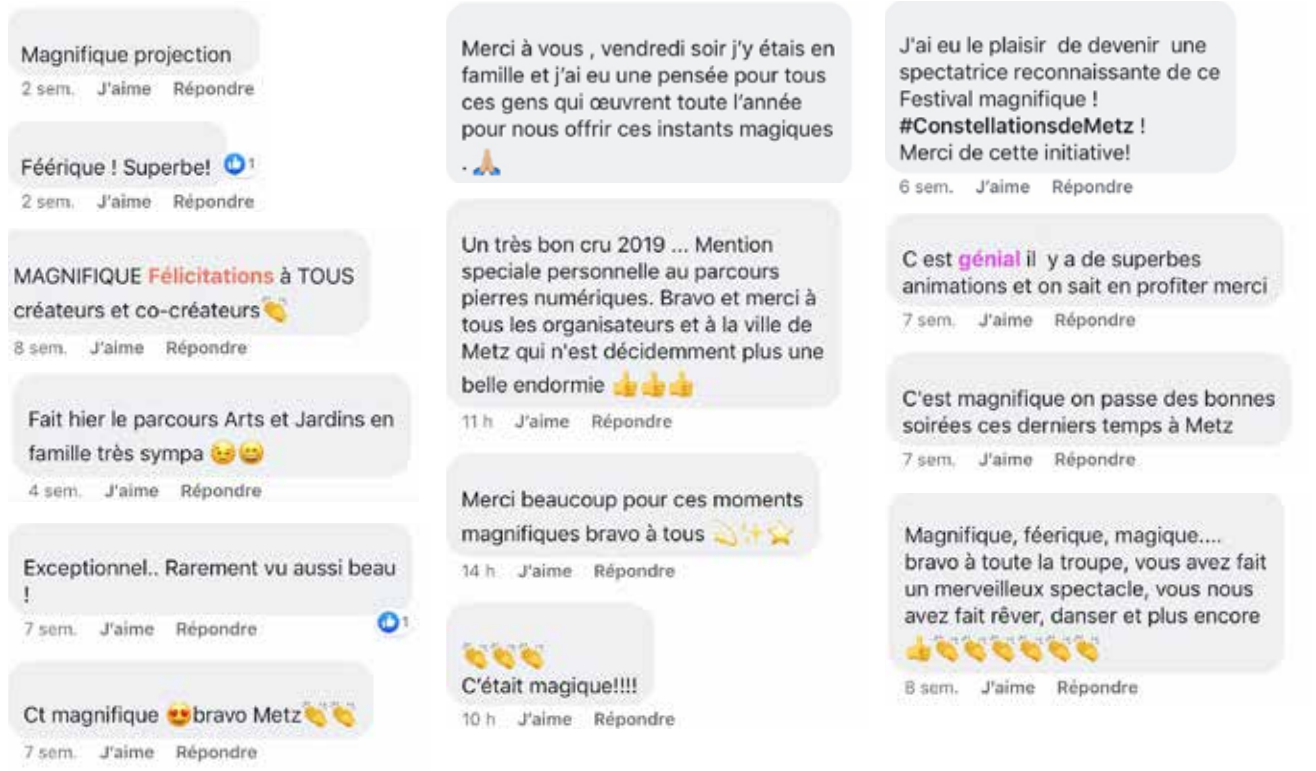 Magnifique projection
2 sem. J'aime Répondre
Féérique ! Superbe! 👍1
2 sem. J'aime Répondre
MAGNIFIQUE Félicitations à TOUS
créateurs et co-créateurs👏
8 sem. J'aime Répondre
Fait hier le parcours Arts et Jardins en
famille très sympa 😉😄
4 sem. J'aime Répondre
Exceptionnel.. Rarement vu aussi beau
!
7 sem. J'aime Répondre 👍1
Ct magnifique 😍bravo Metz👏👏
7 sem. J'aime Répondre
Merci à vous , vendredi soir j'y étais en
famille et j'ai eu une pensée pour tous
ces gens qui œuvrent toute l'année
pour nous offrir ces instants magiques
. 🙏🏼
Un très bon cru 2019 ... Mention
speciale personnelle au parcours
pierres numériques. Bravo et merci à
tous les organisateurs et à la ville de
Metz qui n'est décidemment plus une
belle endormie 👍👍👍
11 h J'aime Répondre
Merci beaucoup pour ces moments
magnifiques bravo à tous 💫✨⭐
14 h J'aime Répondre
👏👏👏
C'était magique!!!!
10 h J'aime Répondre
J'ai eu le plaisir de devenir une
spectatrice reconnaissante de ce
Festival magnifique !
#ConstellationsdeMetz !
Merci de cette initiative!
6 sem. J'aime Répondre
C est génial il y a de superbes
animations et on sait en profiter merci
7 sem. J'aime Répondre
C'est magnifique on passe des bonnes
soirées ces derniers temps à Metz
7 sem. J'aime Répondre
Magnifique, féerique, magique....
bravo à toute la troupe, vous avez fait
un merveilleux spectacle, vous nous
avez fait rêver, danser et plus encore
👍👏👏👏👏👏👏
8 sem. J'aime Répondre